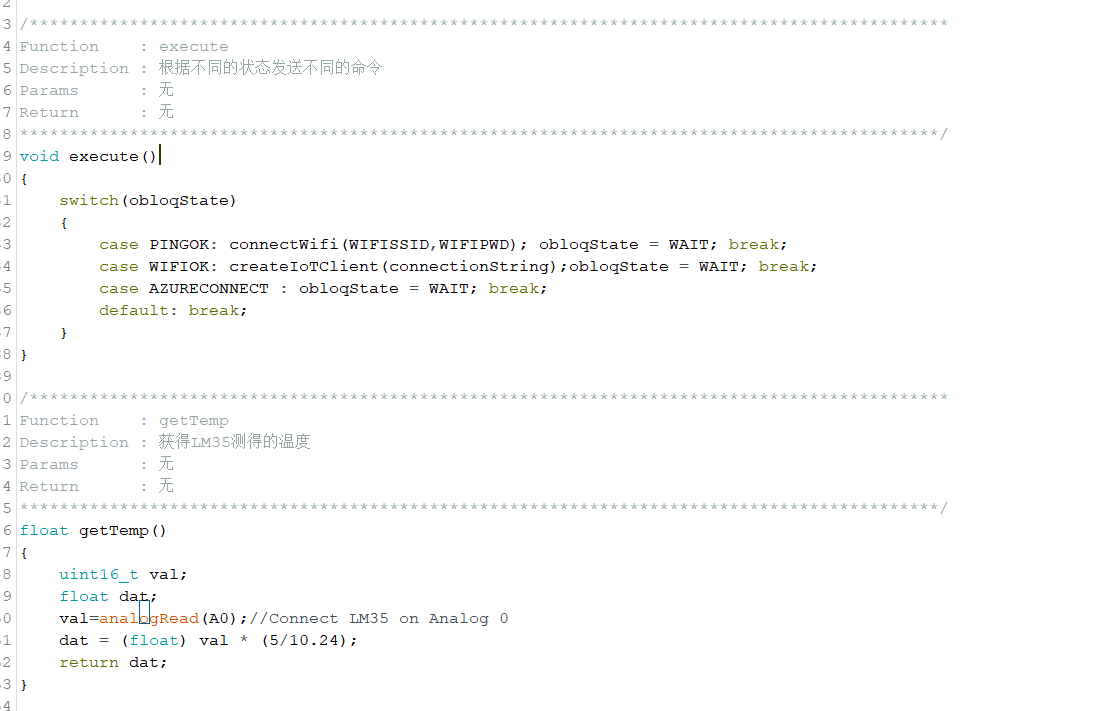 2
3 /********************************************************************************************
4 Function    : execute
5 Description : 根据不同的状态发送不同的命令
6 Params      : 无
7 Return      : 无
8 ********************************************************************************************/
9 void execute()
0 {
1     switch(obloqState)
2     {
3         case PINGOK: connectWifi(WIFISSID,WIFIPWD); obloqState = WAIT; break;
4         case WIFIOK: createIoTClient(connectionString);obloqState = WAIT; break;
5         case AZURECONNECT : obloqState = WAIT; break;
6         default: break;
7     }
8 }
9
0 /********************************************************************************************
1 Function    : getTemp
2 Description : 获得LM35测得的温度
3 Params      : 无
4 Return      : 无
5 ********************************************************************************************/
6 float getTemp()
7 {
8     uint16_t val;
9     float dat;
0     val=analogRead(A0);//Connect LM35 on Analog 0
1     dat = (float) val * (5/10.24);
2     return dat;
3 }
4